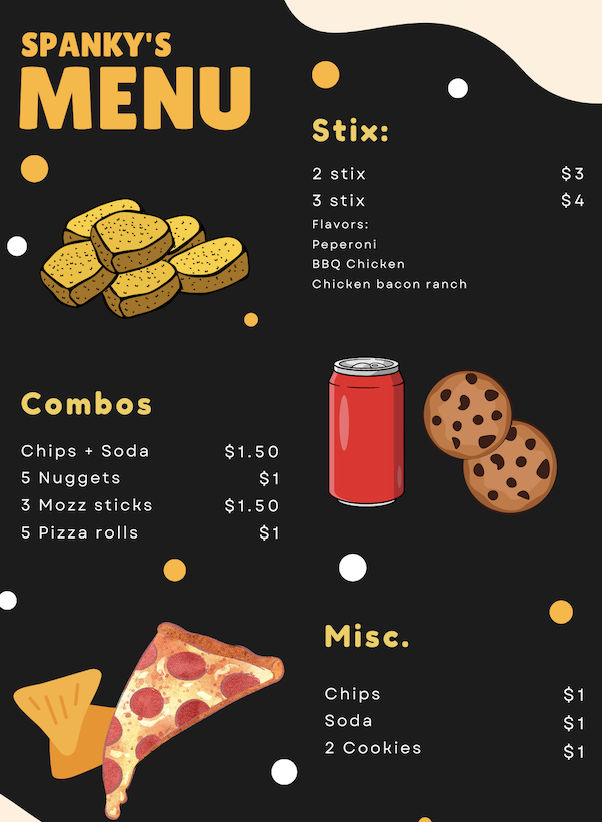 SPANKY'S
MENU
Stix:
2 stix $3
3 stix $4
Flavors:
Peperoni
BBQ Chicken
Chicken bacon ranch
Combos
Chips + Soda $1.50
5 Nuggets $1
3 Mozz sticks $1.50
5 Pizza rolls $1
Misc.
Chips $1
Soda $1
2 Cookies $1